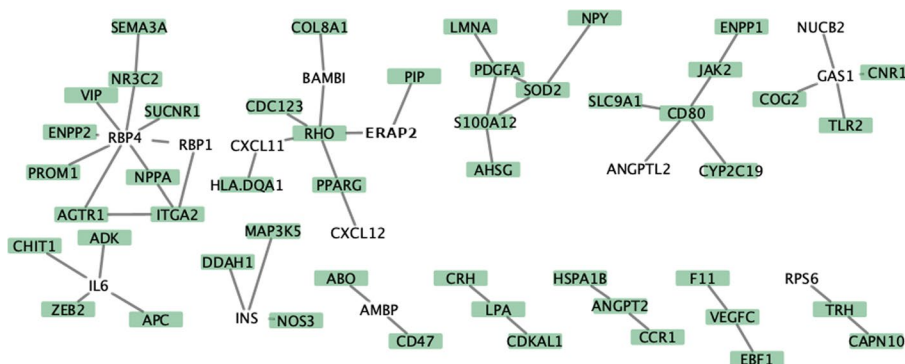 SEMA3A
COL8A1
LMNA
NPY
ENPP1
NUCB2
NR3C2
BAMBI
PIP
PDGFA
SOD2
JAK2
GAS1
CNR1
VIP
SUCNR1
CDC123
SLC9A1
COG2
ENPP2
RBP4
RBP1
CXCL11
RHO
ERAP2
S100A12
CD80
TLR2
PROM1
NPPA
HLA.DQA1
PPARG
AHSG
ANGPTL2
CYP2C19
AGTR1
ITGA2
CXCL12
CHIT1
ADK
MAP3K5
DDAH1
IL6
ZEB2
APC
INS
NOS3
ABO
AMBP
CD47
CRH
LPA
CDKAL1
HSPA1B
ANGPT2
CCR1
F11
VEGFC
EBF1
RPS6
TRH
CAPN10